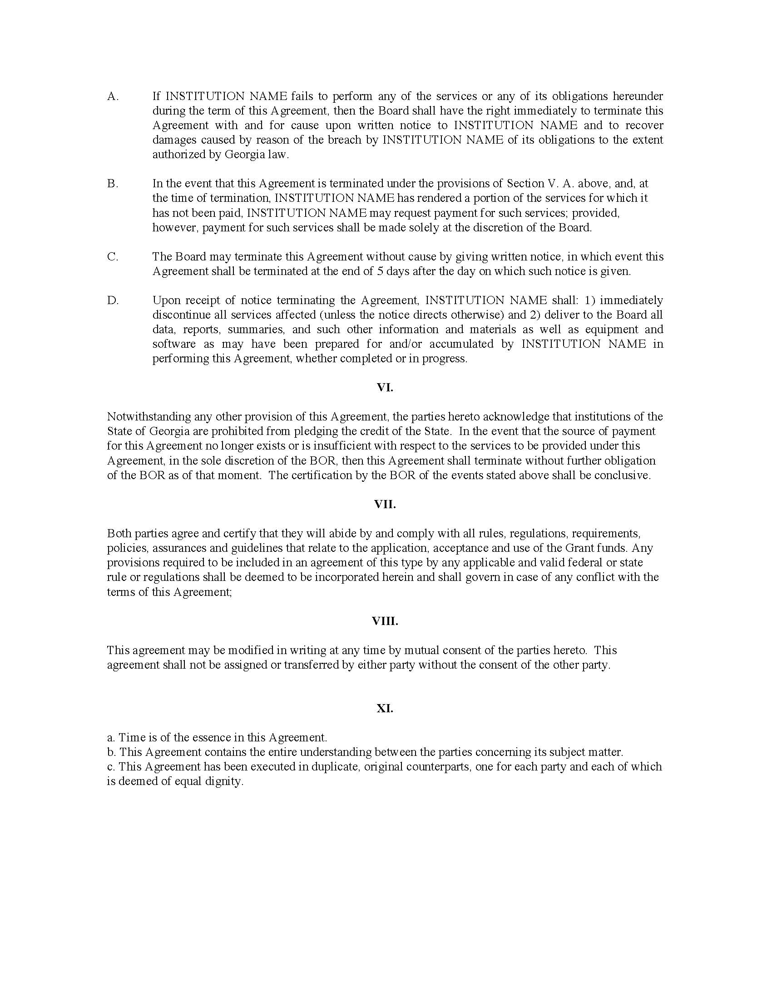 A. If INSTITUTION NAME fails to perform any of the services or any of its obligations hereunder
during the term of this Agreement, then the Board shall have the right immediately to terminate this
Agreement with and for cause upon written notice to INSTITUTION NAME and to recover
damages caused by reason of the breach by INSTITUTION NAME of its obligations to the extent
authorized by Georgia law.
B. In the event that this Agreement is terminated under the provisions of Section V. A. above, and, at
the time of termination, INSTITUTION NAME has rendered a portion of the services for which it
has not been paid, INSTITUTION NAME may request payment for such services; provided,
however, payment for such services shall be made solely at the discretion of the Board.
C. The Board may terminate this Agreement without cause by giving written notice, in which event this
Agreement shall be terminated at the end of 5 days after the day on which such notice is given.
D. Upon receipt of notice terminating the Agreement, INSTITUTION NAME shall: 1) immediately
discontinue all services affected (unless the notice directs otherwise) and 2) deliver to the Board all
data, reports, summaries, and such other information and materials as well as equipment and
software as may have been prepared for and/or accumulated by INSTITUTION NAME in
performing this Agreement, whether completed or in progress.
VI.
Notwithstanding any other provision of this Agreement, the parties hereto acknowledge that institutions of the
State of Georgia are prohibited from pledging the credit of the State.  In the event that the source of payment
for this Agreement no longer exists or is insufficient with respect to the services to be provided under this
Agreement, in the sole discretion of the BOR, then this Agreement shall terminate without further obligation
of the BOR as of that moment.  The certification by the BOR of the events stated above shall be conclusive.
VII.
Both parties agree and certify that they will abide by and comply with all rules, regulations, requirements,
policies, assurances and guidelines that relate to the application, acceptance and use of the Grant funds. Any
provisions required to be included in an agreement of this type by any applicable and valid federal or state
rule or regulations shall be deemed to be incorporated herein and shall govern in case of any conflict with the
terms of this Agreement;
VIII.
This agreement may be modified in writing at any time by mutual consent of the parties hereto.  This
agreement shall not be assigned or transferred by either party without the consent of the other party.
XI.
a. Time is of the essence in this Agreement.
b. This Agreement contains the entire understanding between the parties concerning its subject matter.
c. This Agreement has been executed in duplicate, original counterparts, one for each party and each of which
is deemed of equal dignity.